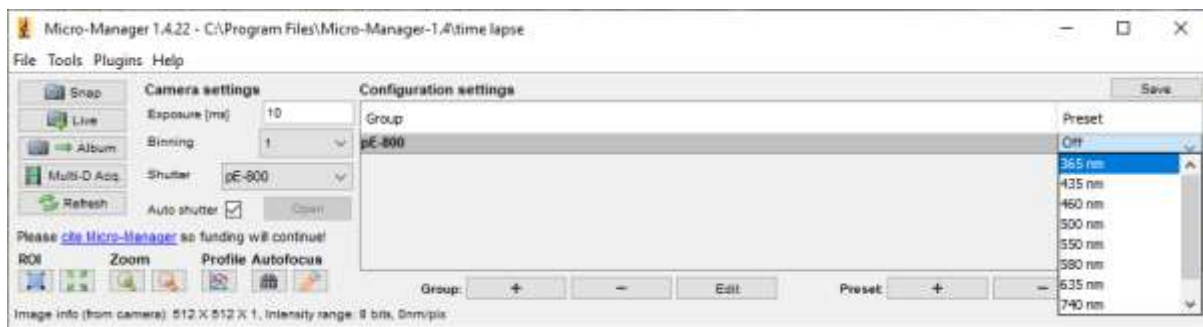 Micro-Manager 1.4.22 - C:\Program Files\Micro-Manager-1.4\time lapse
File Tools Plugins Help
Snap
Live
Album
Multi-D Acq.
Refresh
Camera settings
Exposure [ms] 10
Binning 1
Shutter pE-800
Auto shutter Open
Please cite Micro-Manager so funding will continue!
ROI Zoom Profile Autofocus
Configuration settings
Save
Group Preset
pE-800 Off
365 nm
435 nm
460 nm
500 nm
550 nm
580 nm
635 nm
740 nm
Group: + - Edit Preset: + -
Image info (from camera): 512 X 512 X 1, Intensity range: 8 bits, 0nm/pix